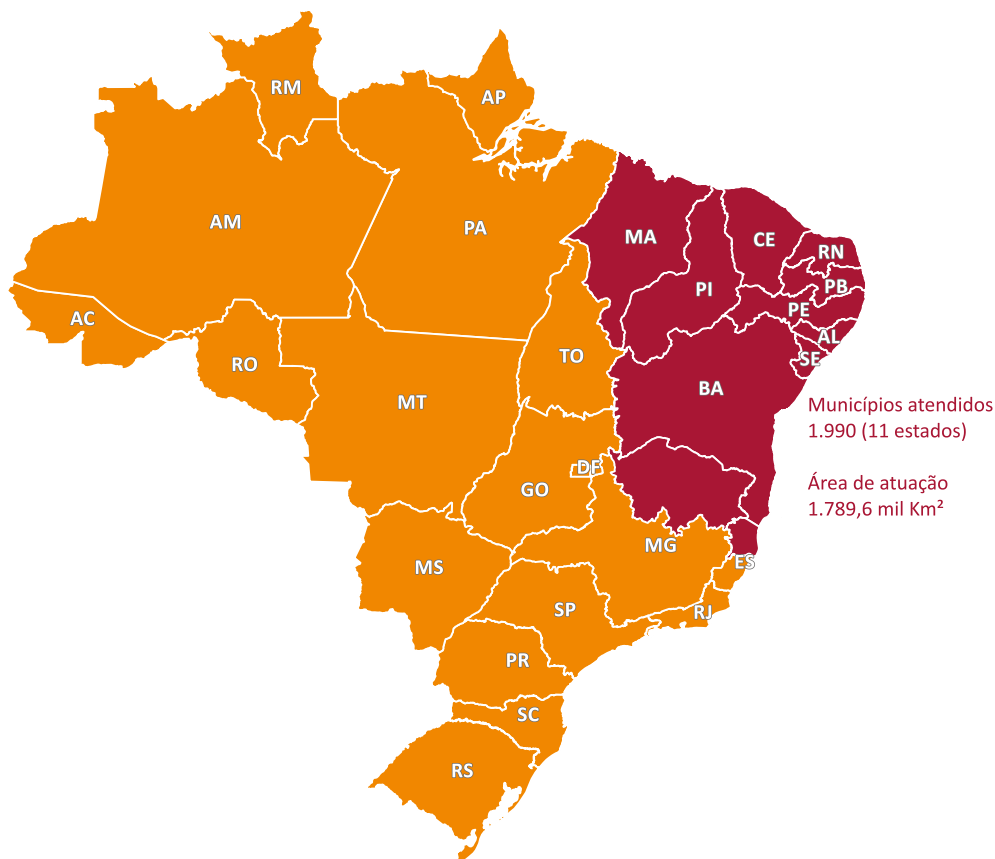 RM
AP
AM
PA
MA
CE
RN
PI
PB
PE
AC
AL
TO
SE
RO
BA
MT
Municípios atendidos
1.990 (11 estados)
DF
Área de atuação
GO
1.789,6 mil Km²
MG
ES
MS
SP
RJ
PR
SC
RS